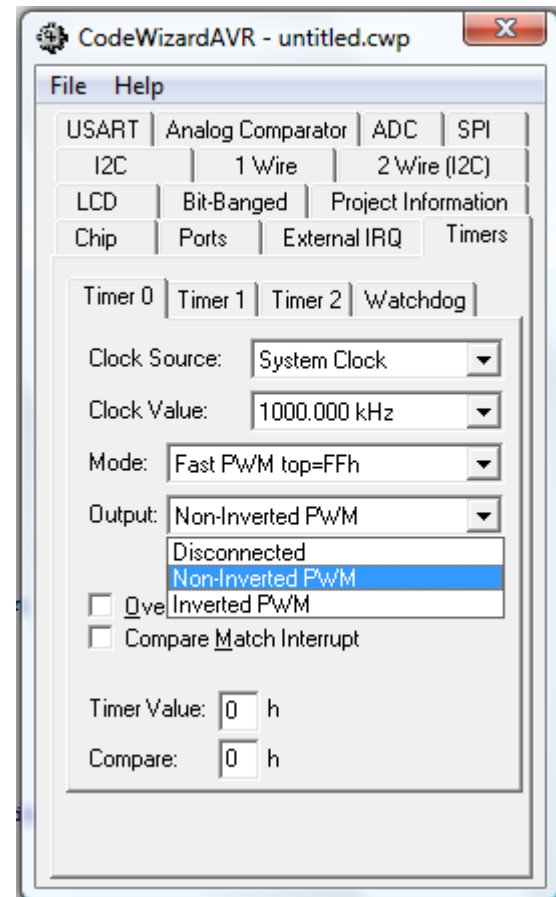 CodeWizardAVR - untitled.cwp
File Help
USART Analog Comparator ADC SPI
I2C 1 Wire 2 Wire (I2C)
LCD Bit-Banged Project Information
Chip Ports External IRQ Timers
Timer 0 Timer 1 Timer 2 Watchdog
Clock Source: System Clock
Clock Value: 1000.000 kHz
Mode: Fast PWM top=FFh
Output: Non-Inverted PWM
Disconnected
Non-Inverted PWM
Inverted PWM
Compare Match Interrupt
Timer Value: 0 h
Compare: 0 h